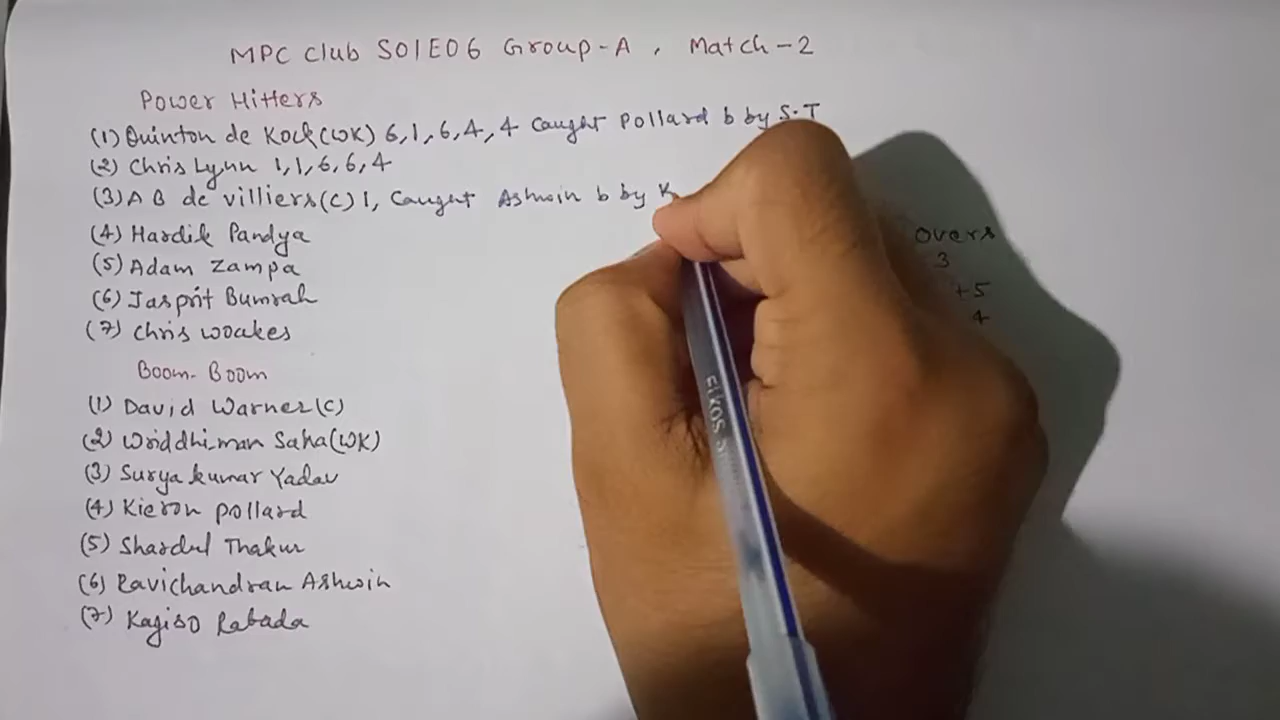 MPC Club S01E06 Group-A , Match-2
Power Hitters
(1) Quinton de Kock(WK) 6,1,6,4,4 Caught Pollard b by S.T
(2) Chris Lynn 1,1,6,6,4
(3) A B de villiers(C) 1, Caught Ashwin b by K
(4) Hardik Pandya
(5) Adam Zampa
(6) Jasprit Bumrah
(7) Chris woakes
Overs
3
+5
4
Boom-Boom
(1) David Warner(C)
(2) Wriddhiman Saha(WK)
(3) Surya kumar Yadav
(4) Kieron pollard
(5) Shardul Thakur
(6) Ravichandran Ashwin
(7) Kagiso Rabada